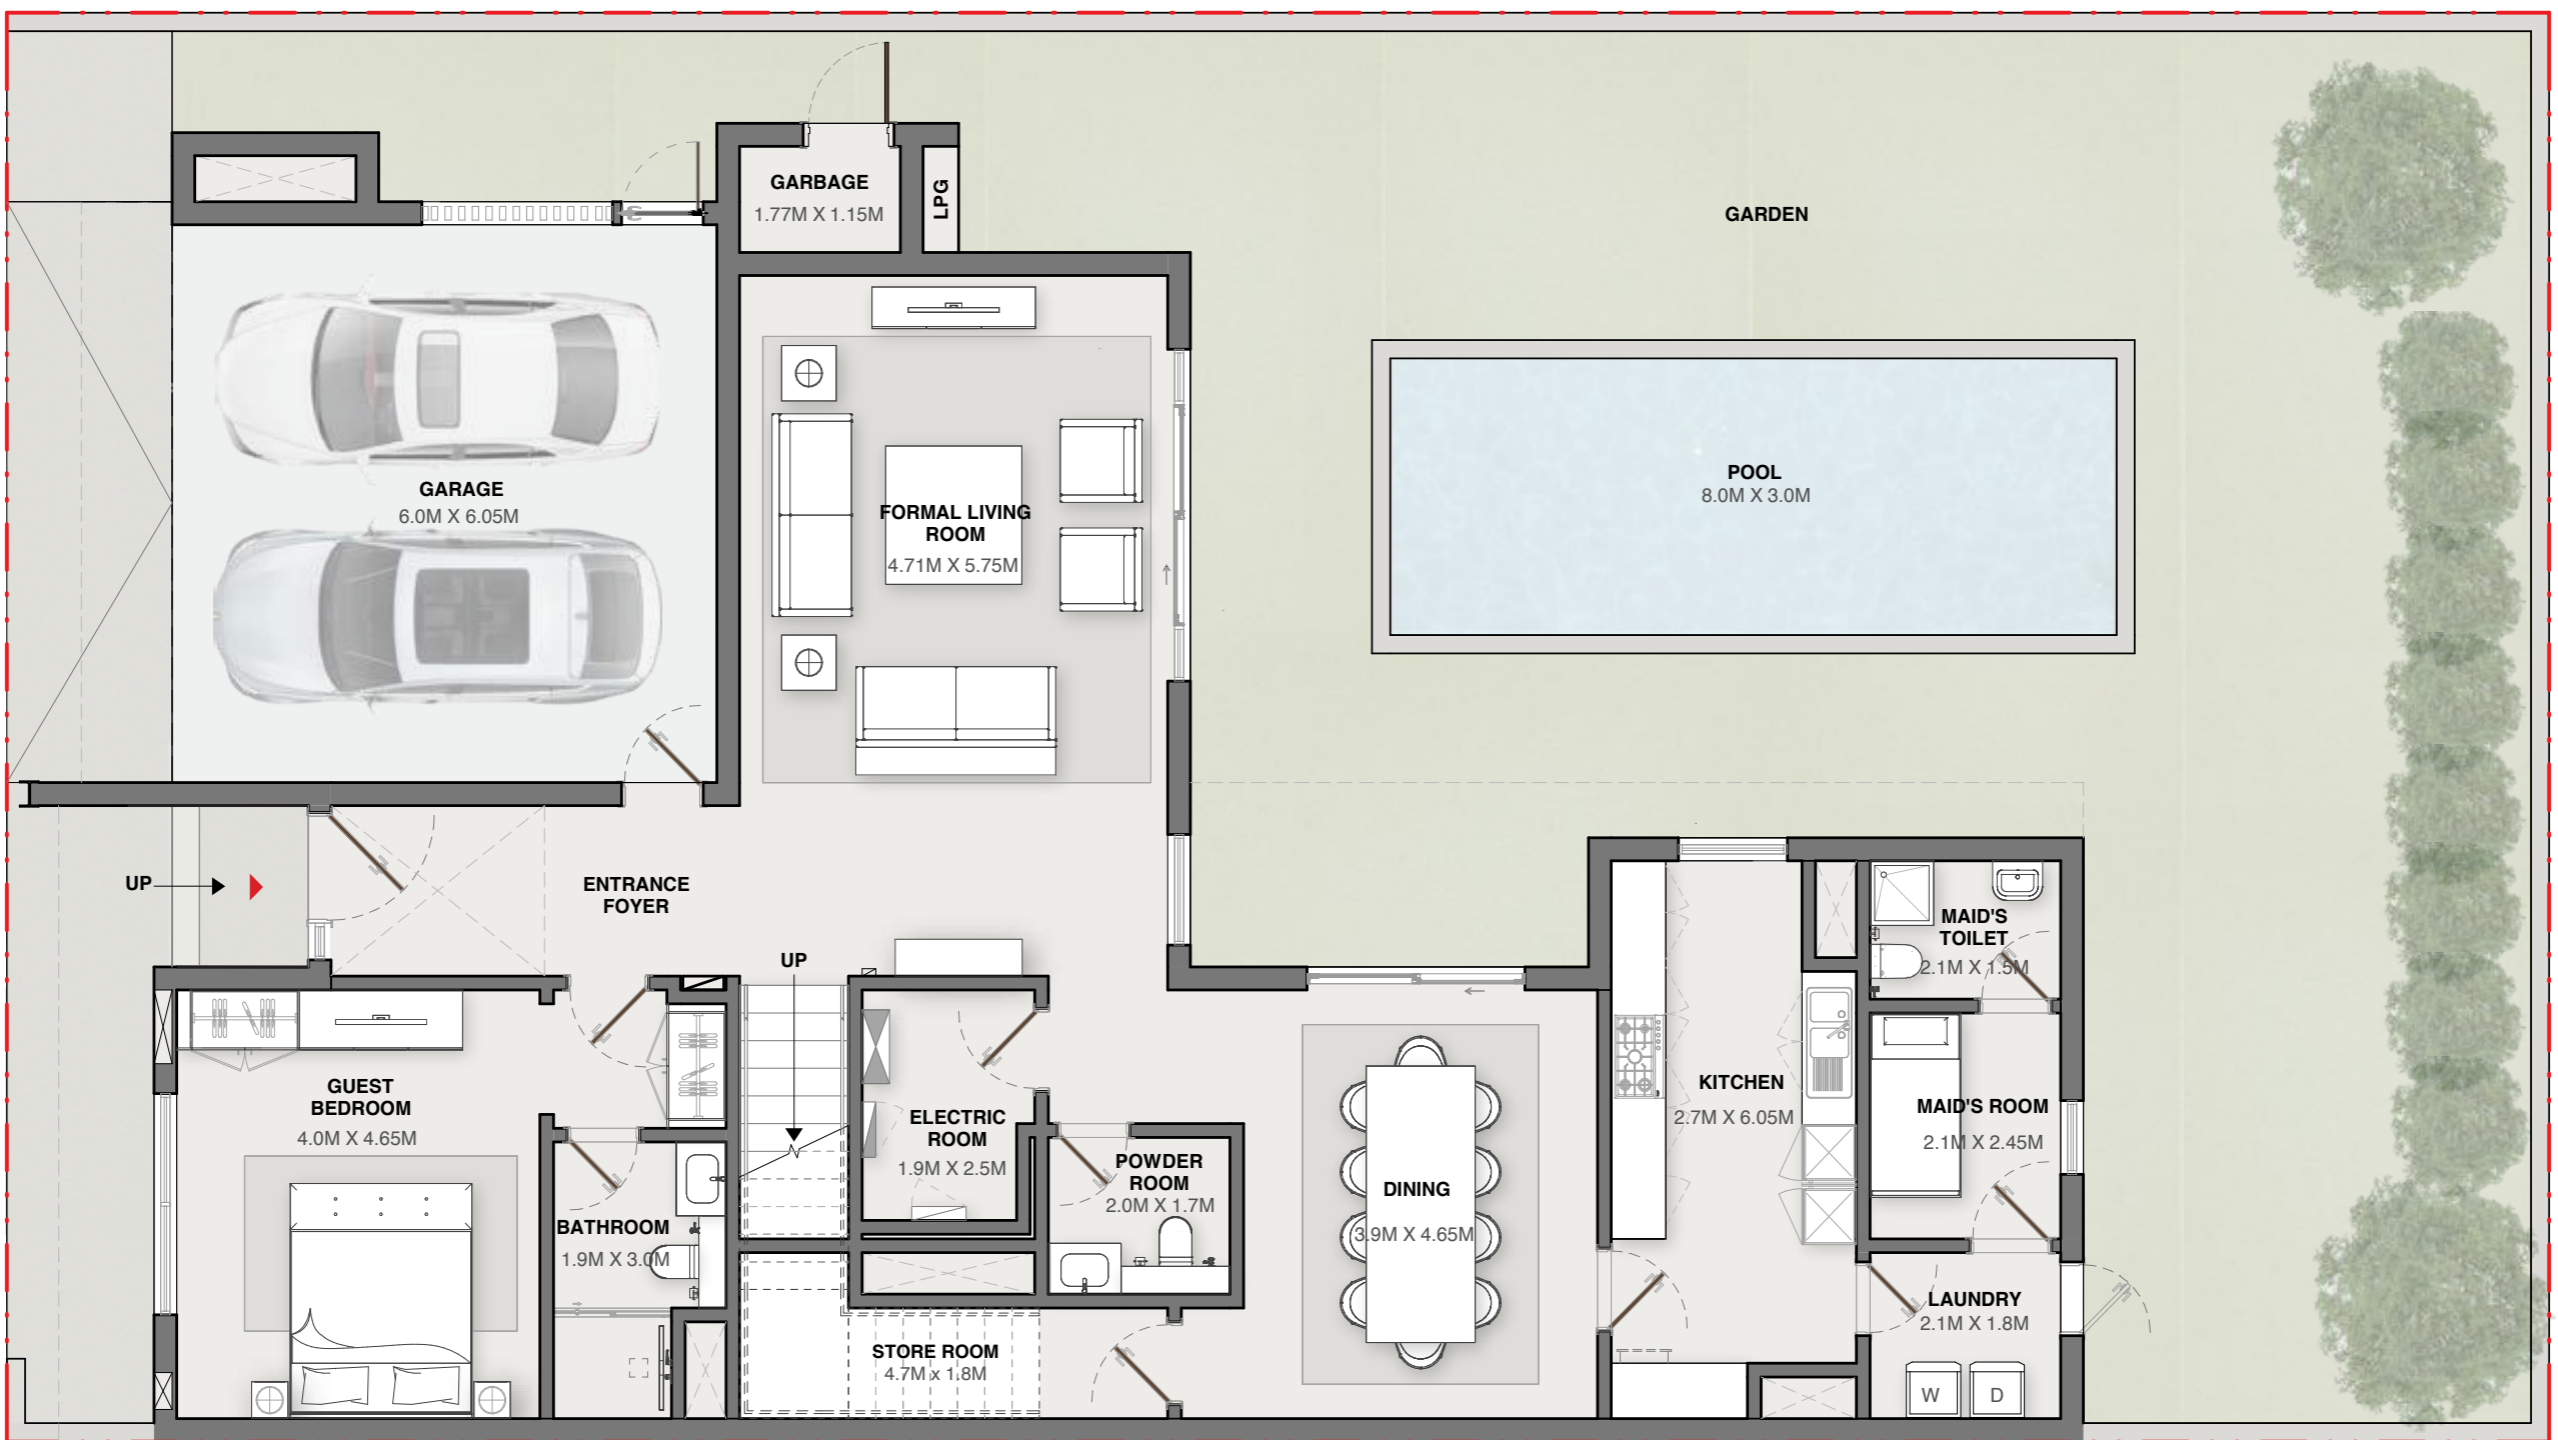 GARBAGE
1.77M X 1.15M
LPG
GARDEN
GARAGE
6.0M X 6.05M
FORMAL LIVING
ROOM
4.71M X 5.75M
POOL
8.0M X 3.0M
UP
ENTRANCE
FOYER
UP
GUEST
BEDROOM
4.0M X 4.65M
BATHROOM
1.9M X 3.0M
ELECTRIC
ROOM
1.9M X 2.5M
POWDER
ROOM
2.0M X 1.7M
STORE ROOM
4.7M x 1.8M
DINING
3.9M X 4.65M
KITCHEN
2.7M X 6.05M
MAID'S
TOILET
2.1M X 1.5M
MAID'S ROOM
2.1M X 2.45M
LAUNDRY
2.1M X 1.8M
W
D